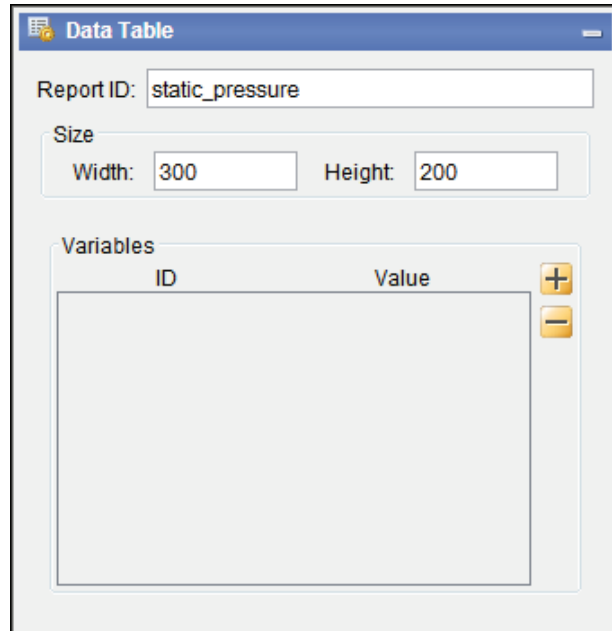 Data Table
Report ID: static_pressure
Size
Width: 300 Height: 200
Variables
ID Value